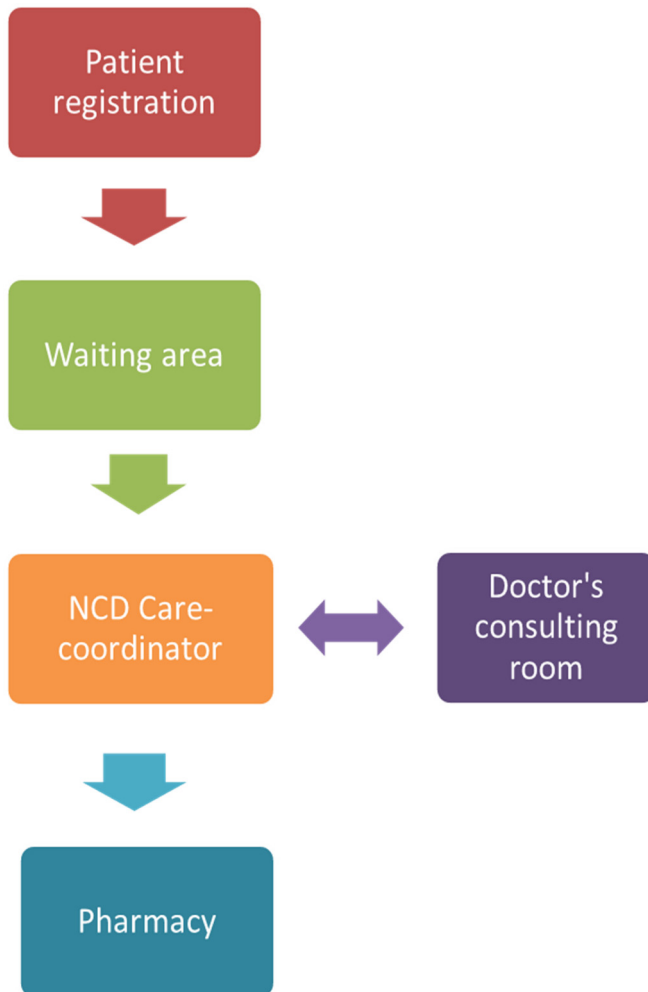 Patient
registration
Waiting area
NCD Care-
coordinator
Doctor's
consulting
room
Pharmacy